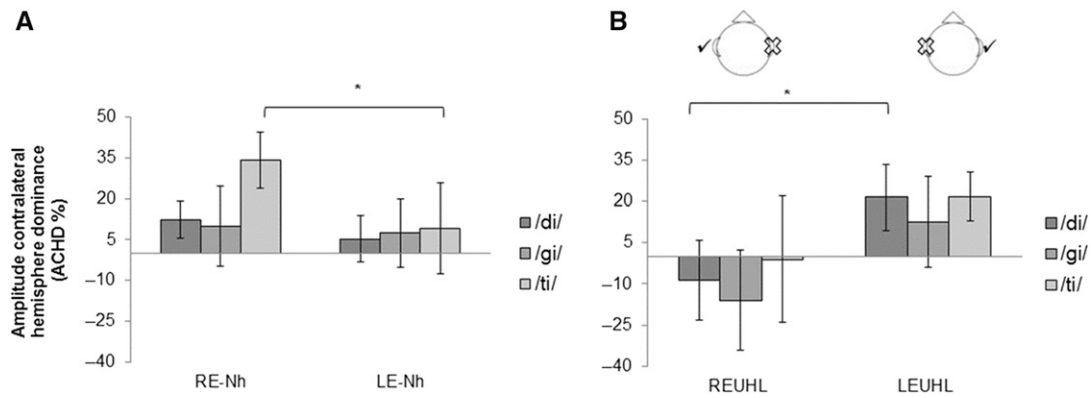 A
Amplitude contralateral
hemisphere dominance
(ACHD %)
50
35
20
5
–10
–25
–40
*
RE-Nh
LE-Nh
/di/
/gi/
/ti/
B
50
35
20
5
–10
–25
–40
*
REUHL
LEUHL
/di/
/gi/
/ti/